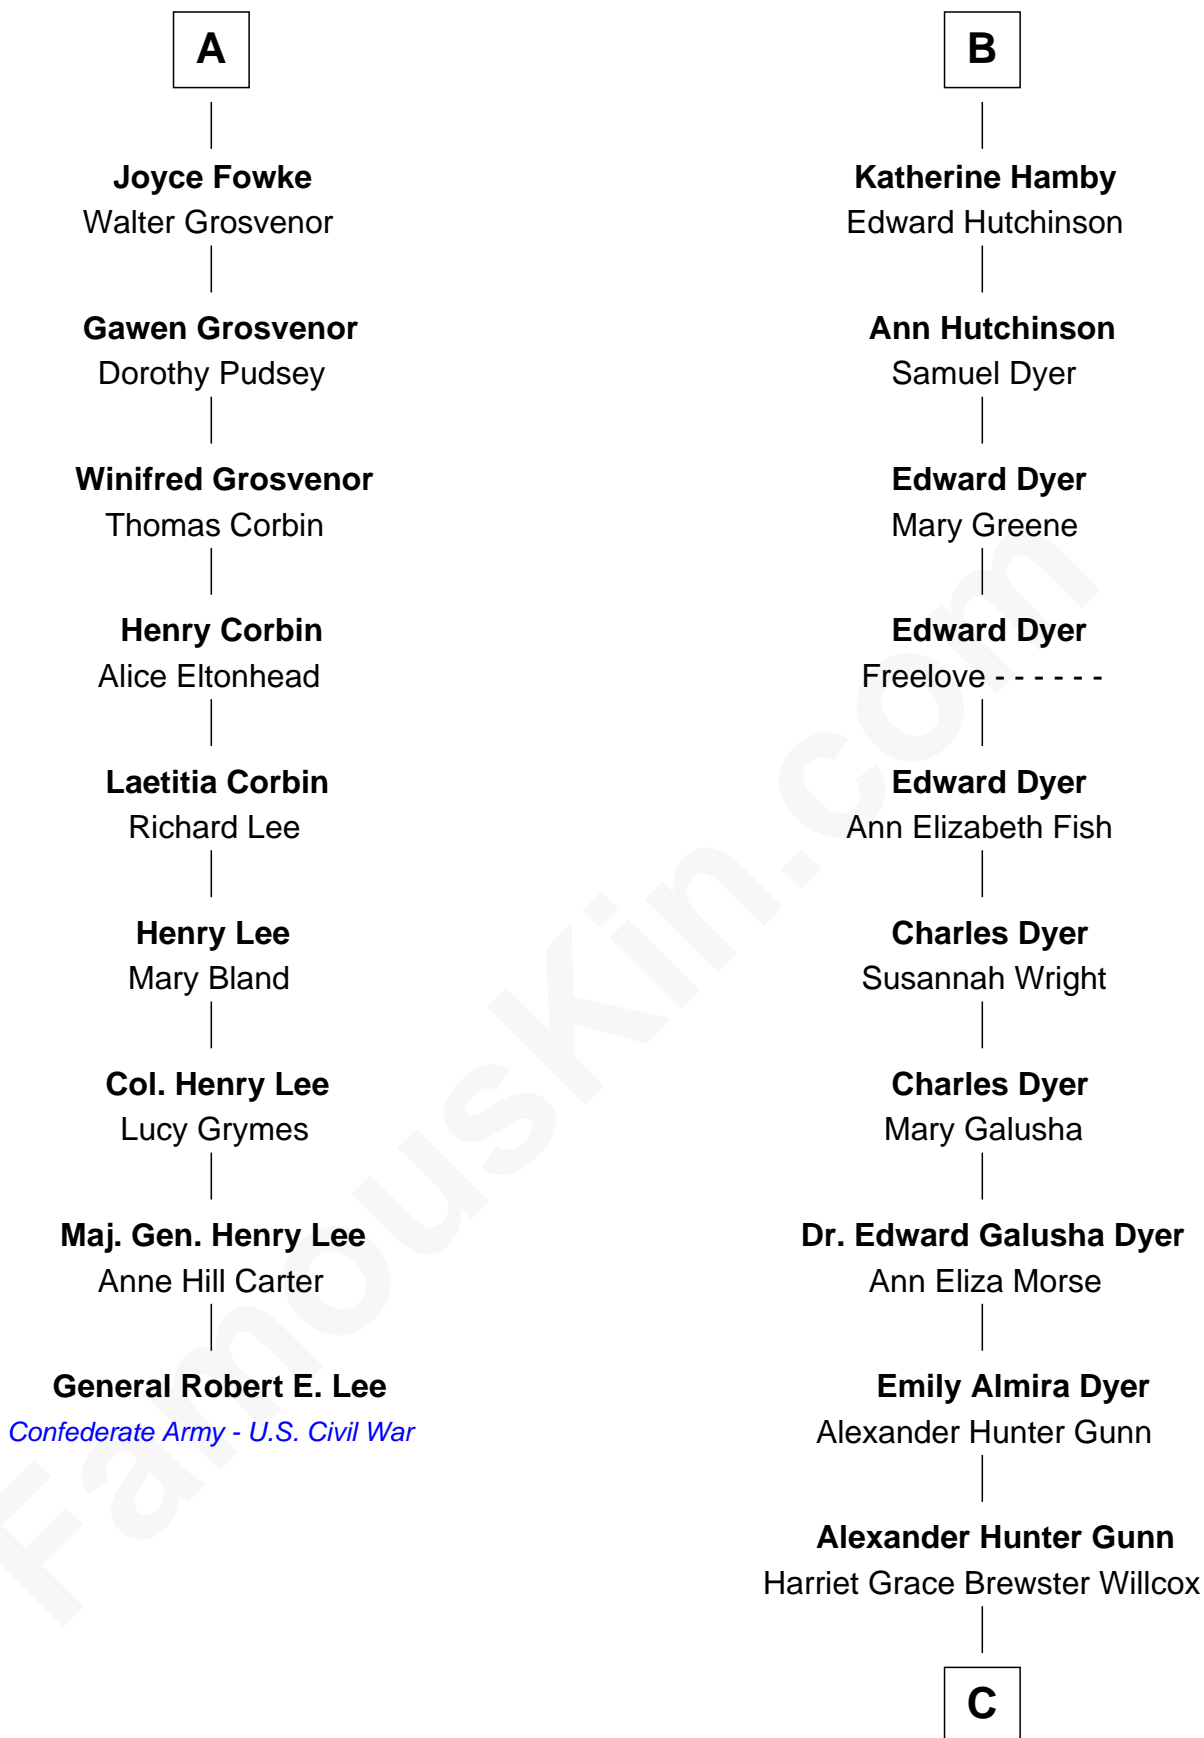 A
Joyce Fowke
Walter Grosvenor
Gawen Grosvenor
Dorothy Pudsey
Winifred Grosvenor
Thomas Corbin
Henry Corbin
Alice Eltonhead
Laetitia Corbin
Richard Lee
Henry Lee
Mary Bland
Col. Henry Lee
Lucy Grymes
Maj. Gen. Henry Lee
Anne Hill Carter
General Robert E. Lee
Confederate Army - U.S. Civil War
B
Katherine Hamby
Edward Hutchinson
Ann Hutchinson
Samuel Dyer
Edward Dyer
Mary Greene
Edward Dyer
Freelove - - - - - -
Edward Dyer
Ann Elizabeth Fish
Charles Dyer
Susannah Wright
Charles Dyer
Mary Galusha
Dr. Edward Galusha Dyer
Ann Eliza Morse
Emily Almira Dyer
Alexander Hunter Gunn
Alexander Hunter Gunn
Harriet Grace Brewster Willcox
C
FamousKin.com